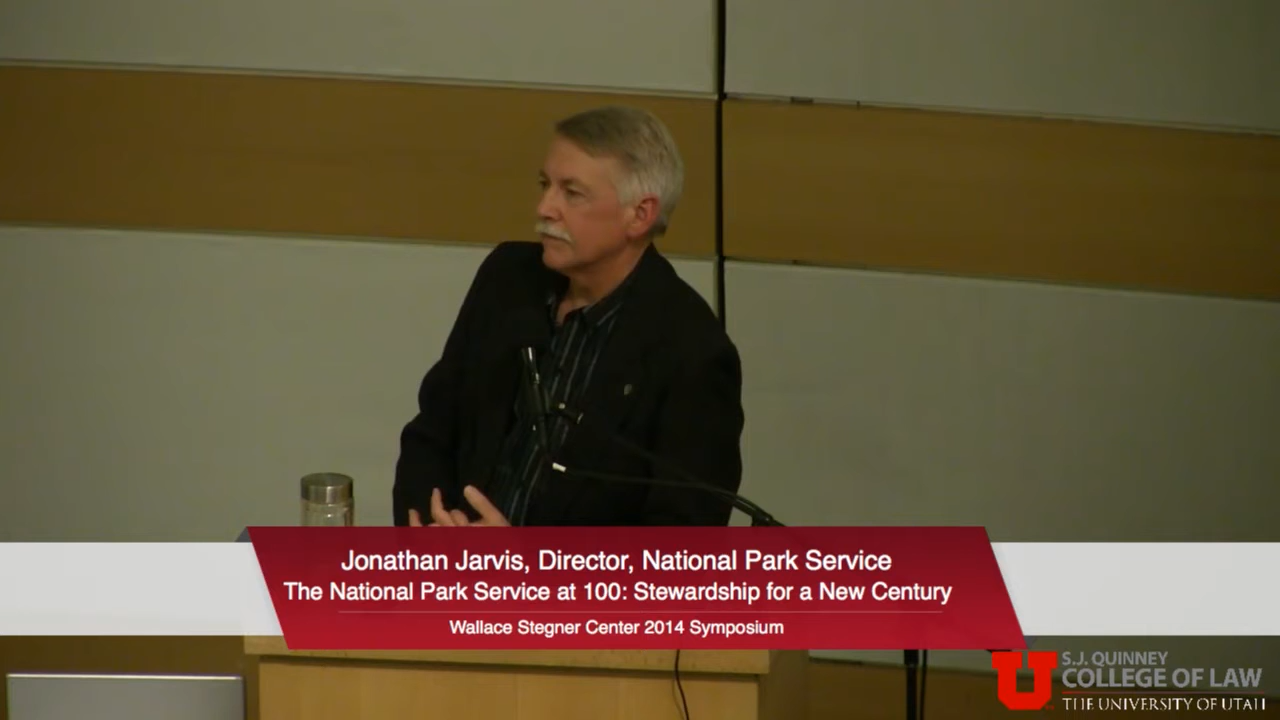 Jonathan Jarvis, Director, National Park Service
The National Park Service at 100: Stewardship for a New Century
Wallace Stegner Center 2014 Symposium
U
S.J. QUINNEY
COLLEGE OF LAW
THE UNIVERSITY OF UTAH